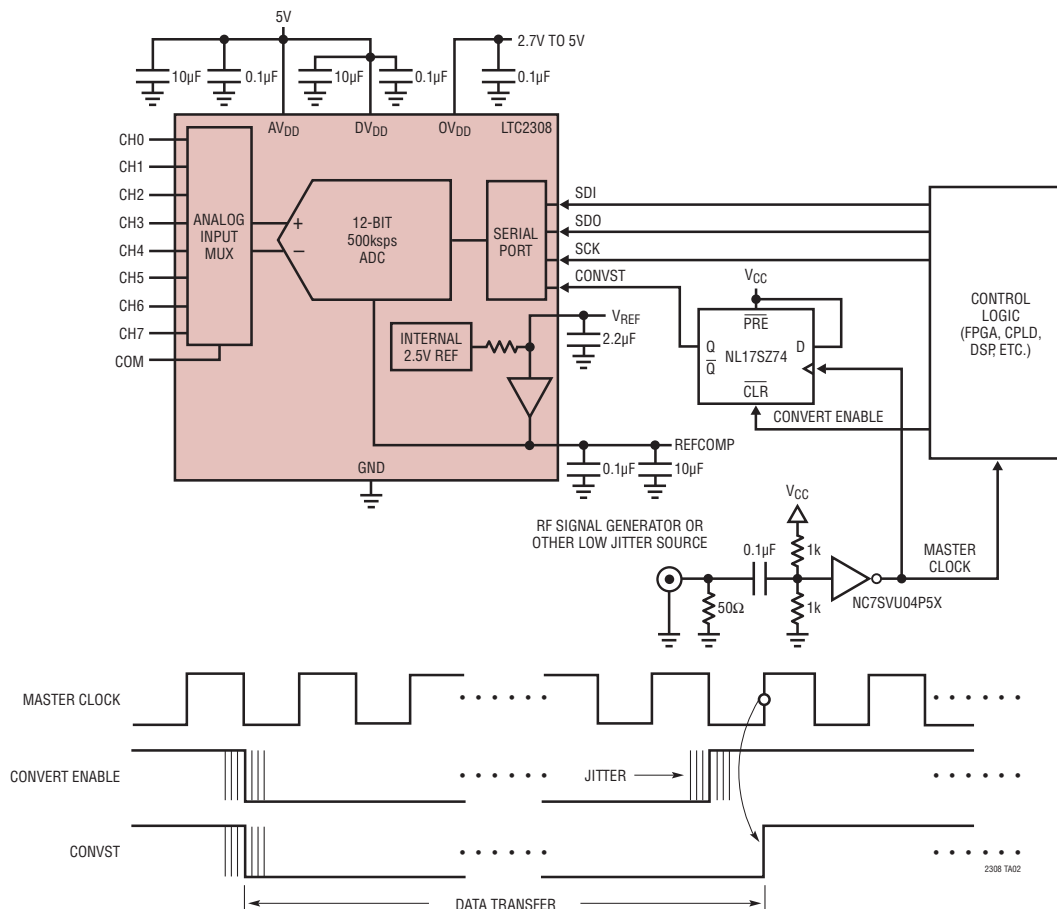 5V
2.7V TO 5V
10µF
0.1µF
10µF
0.1µF
0.1µF
AVDD
DVDD
OVDD
LTC2308
CH0
CH1
CH2
CH3
CH4
CH5
CH6
CH7
COM
ANALOG
INPUT
MUX
+
–
12-BIT
500ksps
ADC
SERIAL
PORT
SDI
SDO
SCK
CONVST
INTERNAL
2.5V REF
VREF
2.2µF
GND
REFCOMP
0.1µF
10µF
VCC
PRE
Q
D
NL17SZ74
Q
CLR
CONVERT ENABLE
CONTROL
LOGIC
(FPGA, CPLD,
DSP, ETC.)
RF SIGNAL GENERATOR OR
OTHER LOW JITTER SOURCE
VCC
0.1µF
1k
50Ω
1k
NC7SVU04P5X
MASTER
CLOCK
MASTER CLOCK
CONVERT ENABLE
JITTER
CONVST
DATA TRANSFER
2308 TA02